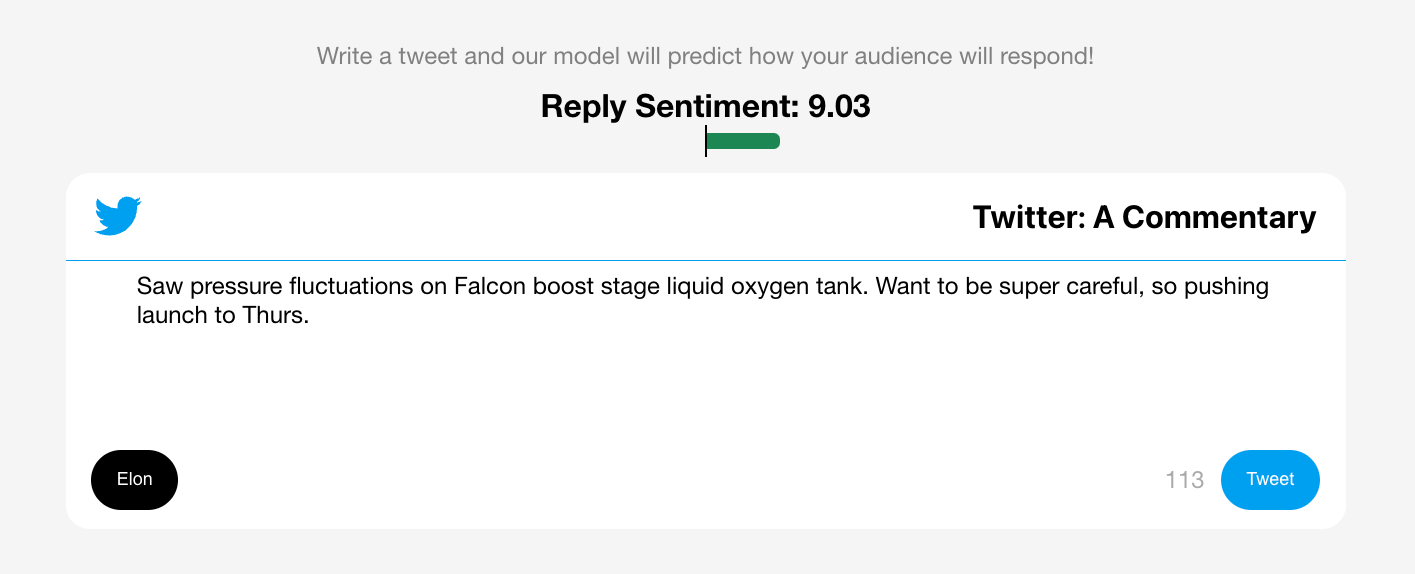 Write a tweet and our model will predict how your audience will respond!
Reply Sentiment: 9.03
Twitter: A Commentary
Saw pressure fluctuations on Falcon boost stage liquid oxygen tank. Want to be super careful, so pushing
launch to Thurs.
Elon
113
Tweet